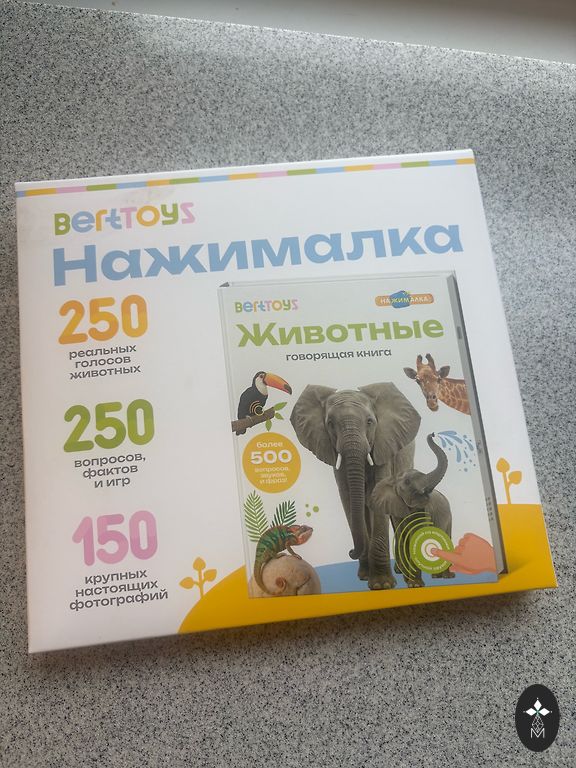 BertToys
Нажималка
250
реальных
голосов
животных
250
вопросов,
фактов
и игр
150
крупных
настоящих
фотографий
BertToys
НАЖИМАЛКА
Животные
говорящая книга
более
500
вопросов,
звуков,
и фраз!
M